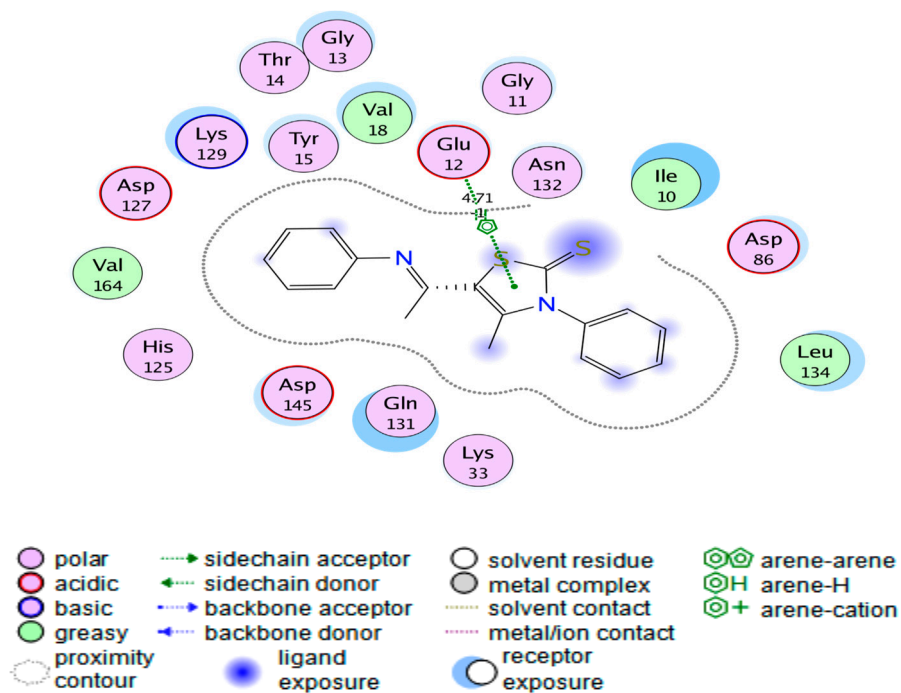 Gly
13
Thr
14
Gly
11
Val
18
Lys
129
Tyr
15
Glu
12
Asn
132
Ile
10
Asp
127
4.71
Asp
86
Val
164
N
S
S
N
His
125
Leu
134
Asp
145
Gln
131
Lys
33
polar
acidic
basic
greasy
proximity
contour
sidechain acceptor
sidechain donor
backbone acceptor
backbone donor
ligand
exposure
solvent residue
metal complex
solvent contact
metal/ion contact
receptor
exposure
arene-arene
H arene-H
+ arene-cation